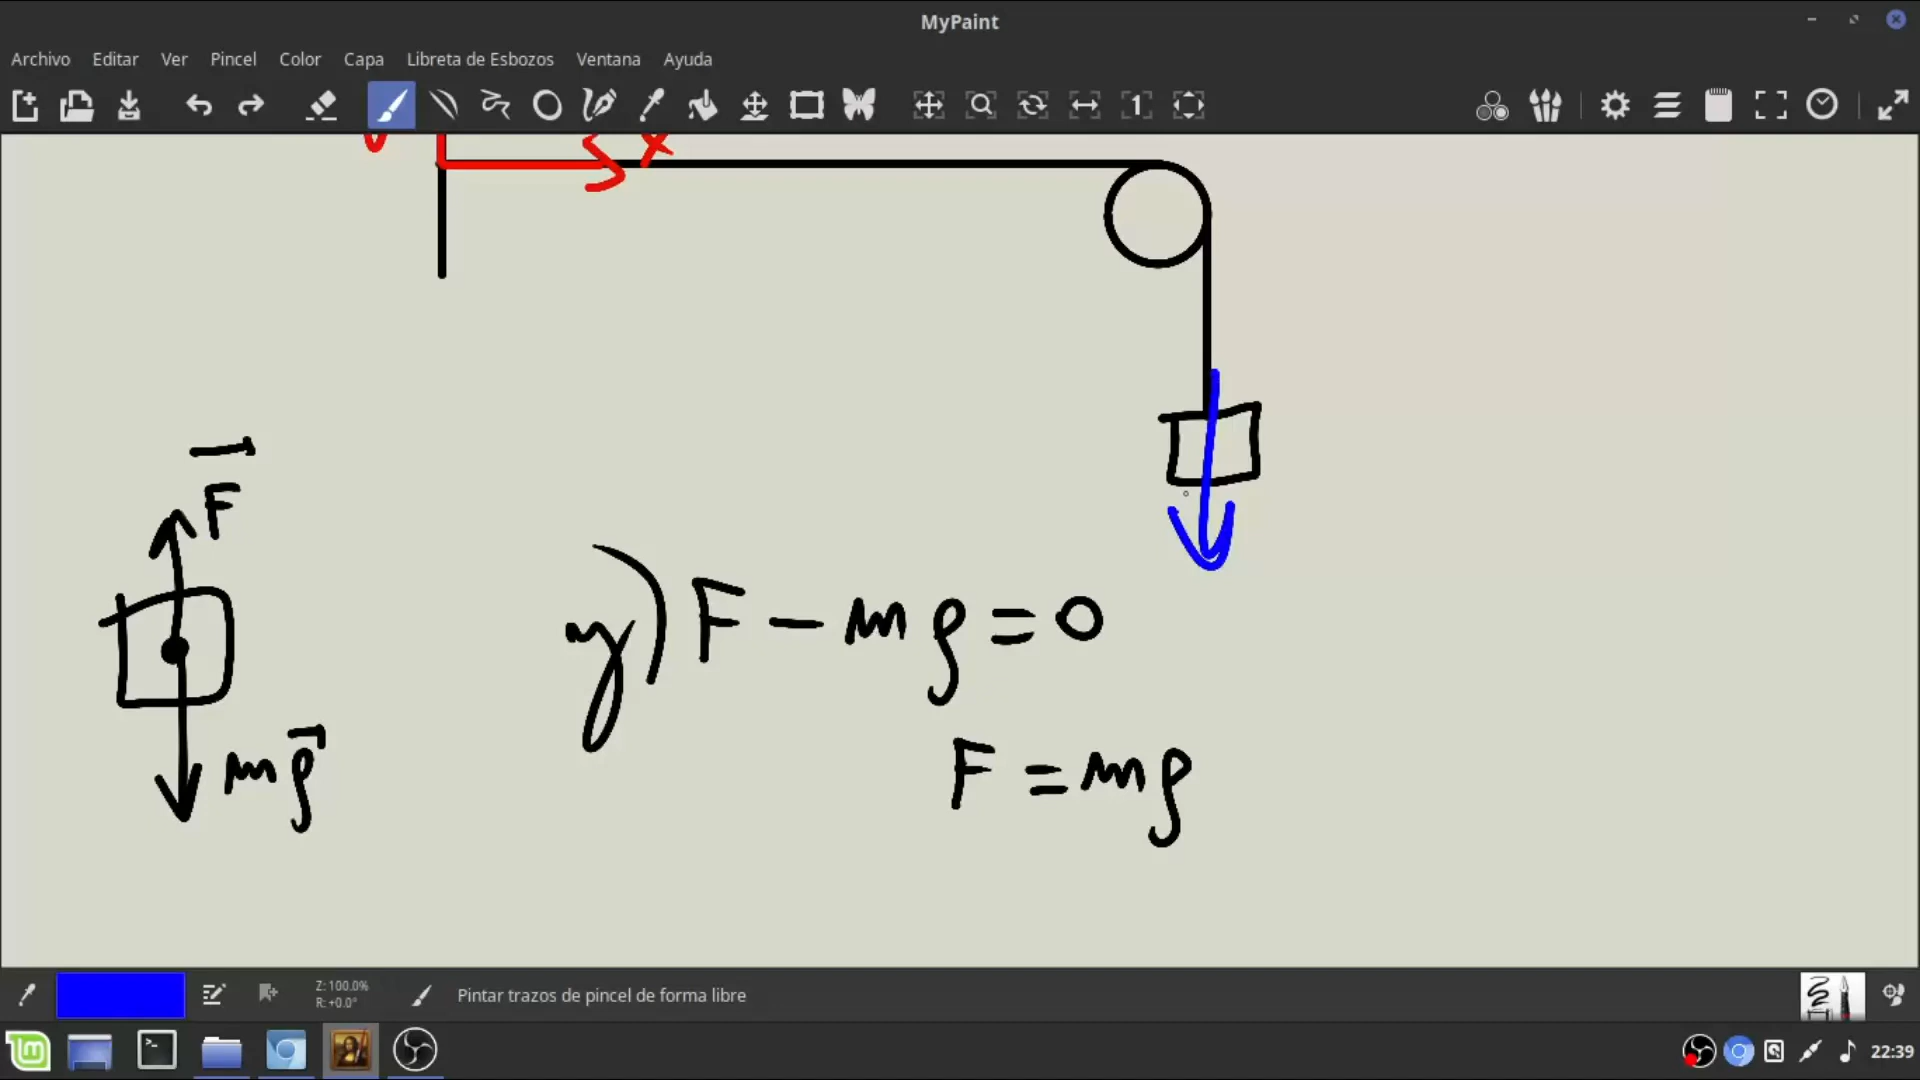 MyPaint
Archivo Editar Ver Pincel Color Capa Libreta de Esbozos Ventana Ayuda
1
x
F
y) F - mg = 0
mg
F = mg
Z: 100.0%
R: +0.0°
Pintar trazos de pincel de forma libre
22:39